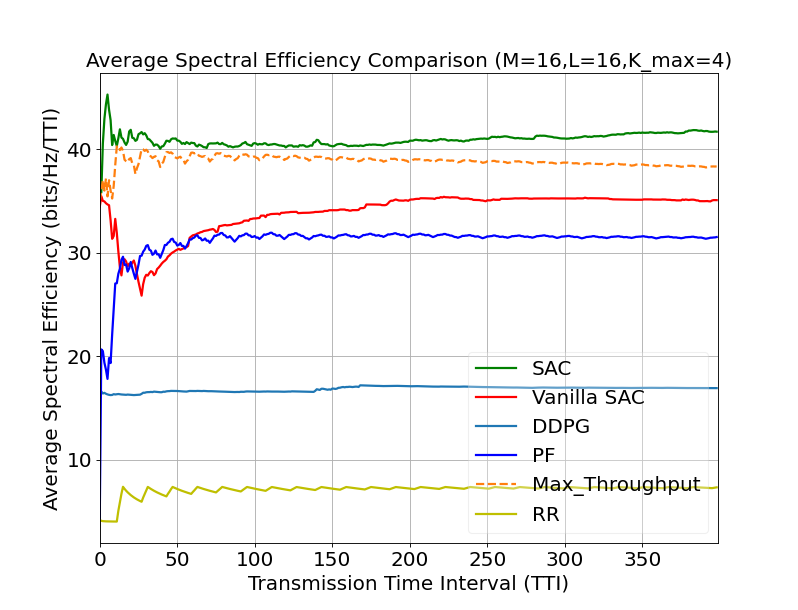 Average Spectral Efficiency Comparison (M=16,L=16,K_max=4)
Average Spectral Efficiency (bits/Hz/TTI)
40
30
20
10
SAC
Vanilla SAC
DDPG
PF
Max_Throughput
RR
0 50 100 150 200 250 300 350
Transmission Time Interval (TTI)